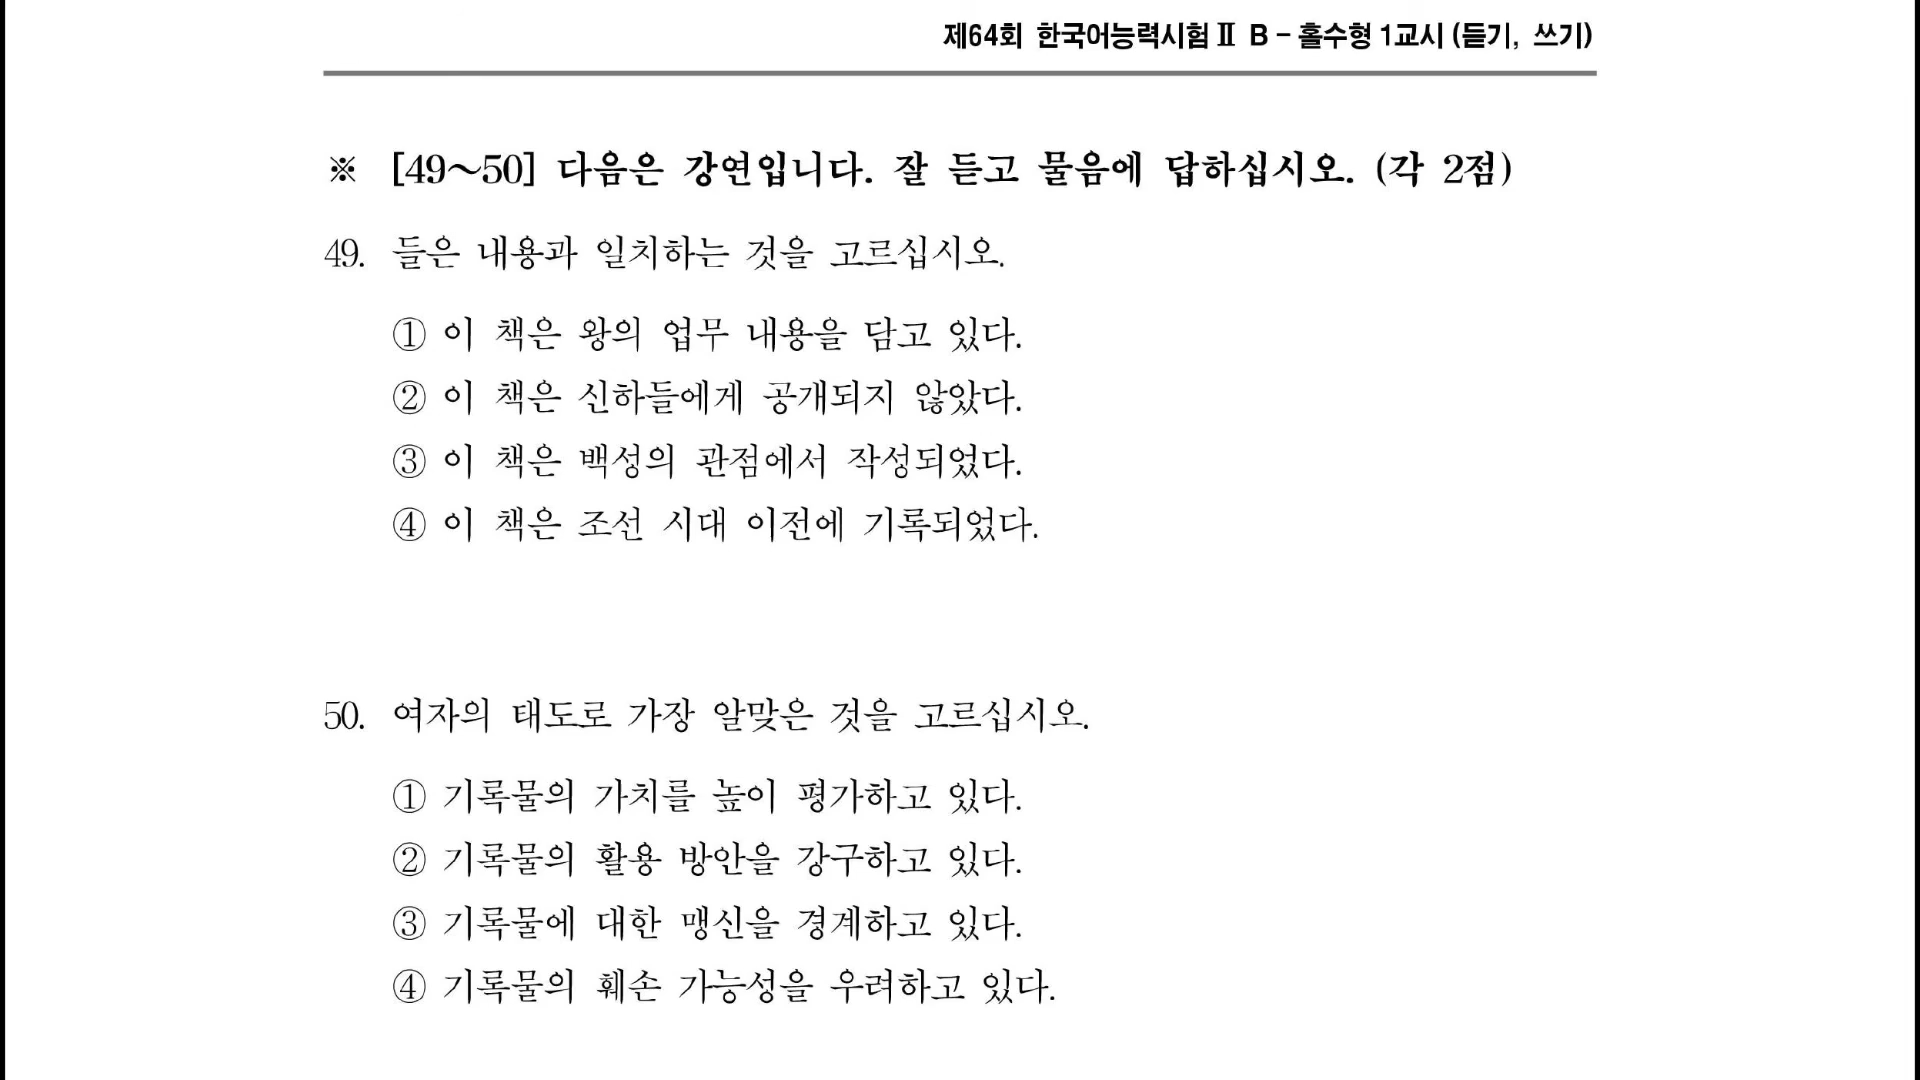 제64회 한국어능력시험Ⅱ B - 홀수형 1교시 (듣기, 쓰기)
※ [49~50] 다음은 강연입니다. 잘 듣고 물음에 답하십시오. (각 2점)
49. 들은 내용과 일치하는 것을 고르십시오.
① 이 책은 왕의 업무 내용을 담고 있다.
② 이 책은 신하들에게 공개되지 않았다.
③ 이 책은 백성의 관점에서 작성되었다.
④ 이 책은 조선 시대 이전에 기록되었다.
50. 여자의 태도로 가장 알맞은 것을 고르십시오.
① 기록물의 가치를 높이 평가하고 있다.
② 기록물의 활용 방안을 강구하고 있다.
③ 기록물에 대한 맹신을 경계하고 있다.
④ 기록물의 훼손 가능성을 우려하고 있다.